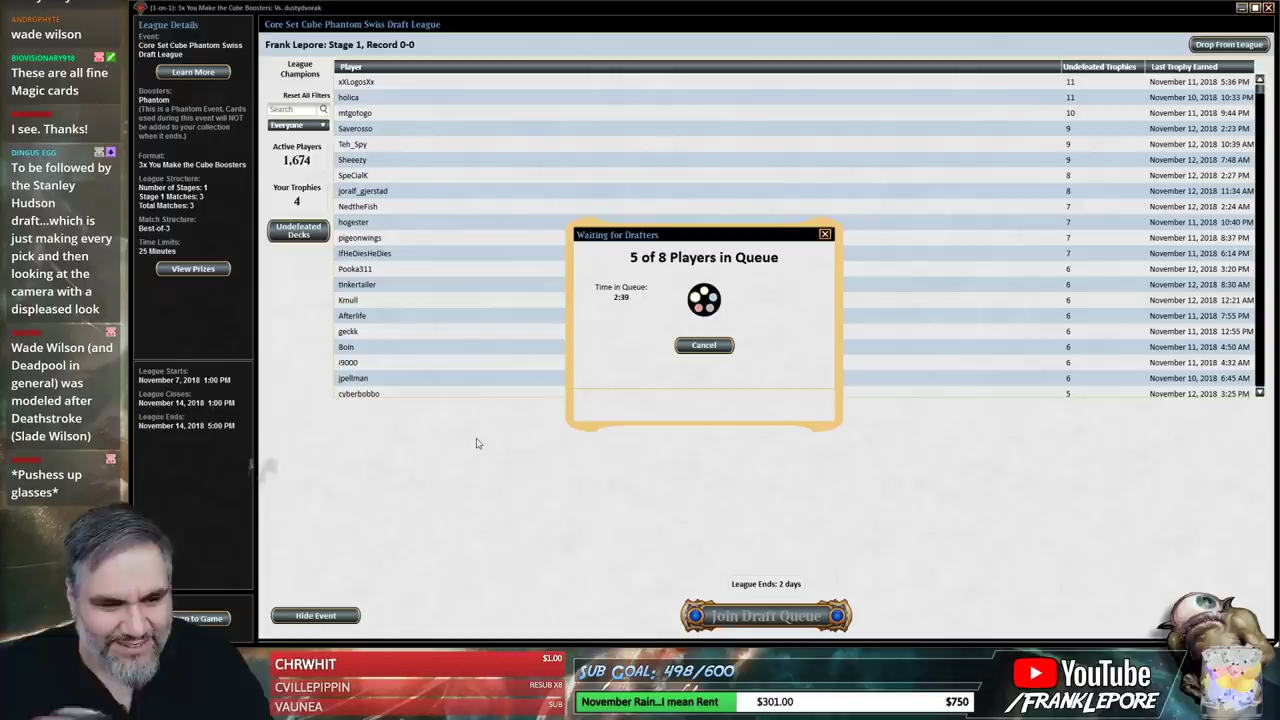 (1-on-1): 3x You Make the Cube Boosters: Vs. dustydvorak
ANDROPHYTE
wade wilson
BIOVISIONARY918
These are all fine
Magic cards
I see. Thanks!
DINGUS EGG
To be followed by
the Stanley
Hudson
draft...which is
just making every
pick and then
looking at the
camera with a
displeased look
Wade Wilson (and
Deadpool in
general) was
modeled after
Deathstroke
(Slade Wilson)
*Pushess up
glasses*
League Details
Event:
Core Set Cube Phantom Swiss
Draft League
Learn More
Boosters:
Phantom
(This is a Phantom Event. Cards
used during this event will NOT
be added to your collection
when it ends.)
Format:
3x You Make the Cube Boosters
League Structure:
Number of Stages: 1
Stage 1 Matches: 3
Total Matches: 3
Match Structure:
Best-of-3
Time Limits:
25 Minutes
View Prizes
League Starts:
November 7, 2018 1:00 PM
League Closes:
November 14, 2018 1:00 PM
League Ends:
November 14, 2018 5:00 PM
n to Game
Core Set Cube Phantom Swiss Draft League
Frank Lepore: Stage 1, Record 0-0
Drop From League
League
Champions
Reset All Filters
Search
Everyone
Active Players
1,674
Your Trophies
4
Undefeated
Decks
Player Undefeated Trophies Last Trophy Earned
xXLogosXx 11 November 11, 2018 5:36 PM
holica 11 November 10, 2018 10:33 PM
mtgotogo 10 November 11, 2018 9:44 PM
Saverosso 9 November 12, 2018 2:23 PM
Teh_Spy 9 November 12, 2018 10:39 AM
Sheeezy 9 November 12, 2018 7:48 AM
SpeCialK 8 November 12, 2018 2:27 PM
joralf_gjerstad 8 November 12, 2018 11:34 AM
NedtheFish 7 November 12, 2018 2:24 AM
hogester 7 November 11, 2018 10:40 PM
pigeonwings 7 November 11, 2018 8:37 PM
IfHeDiesHeDies 7 November 11, 2018 6:14 PM
Pooka311 6 November 12, 2018 3:20 PM
tinkertailer 6 November 12, 2018 8:30 AM
Kmull 6 November 12, 2018 12:21 AM
Afterlife 6 November 11, 2018 7:55 PM
geckk 6 November 11, 2018 12:55 PM
Boin 6 November 11, 2018 4:50 AM
i9000 6 November 11, 2018 4:32 AM
jpellman 6 November 10, 2018 6:45 AM
cyberbobbo 5 November 12, 2018 3:25 PM
Waiting for Drafters
5 of 8 Players in Queue
Time in Queue:
2:39
Cancel
League Ends: 2 days
Hide Event
Join Draft Queue
CHRWHIT $1.00
CVILLEPIPPIN RESUB X8
VAUNEA SUB
SUB GOAL: 498/600
November Rain...I mean Rent $301.00 $750
YouTube
/FRANKLEPORE